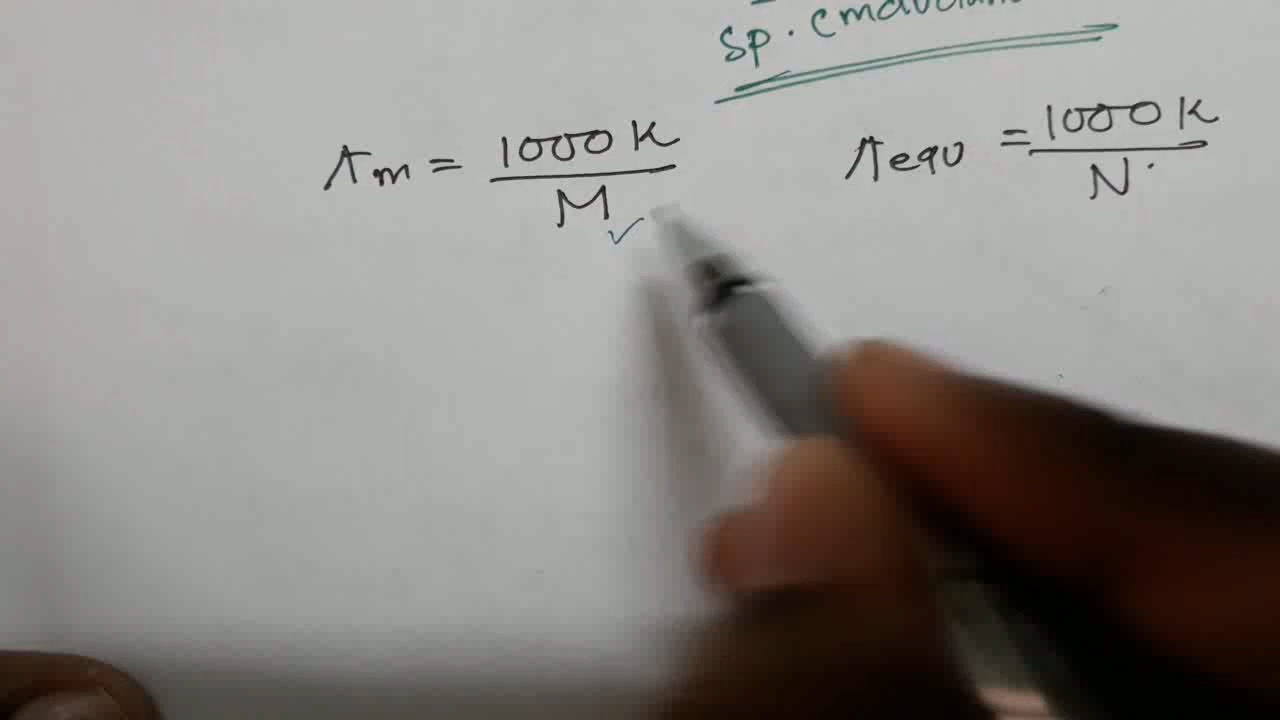 Sp.
Λm = 1000 K / M
Λequ = 1000 K / N